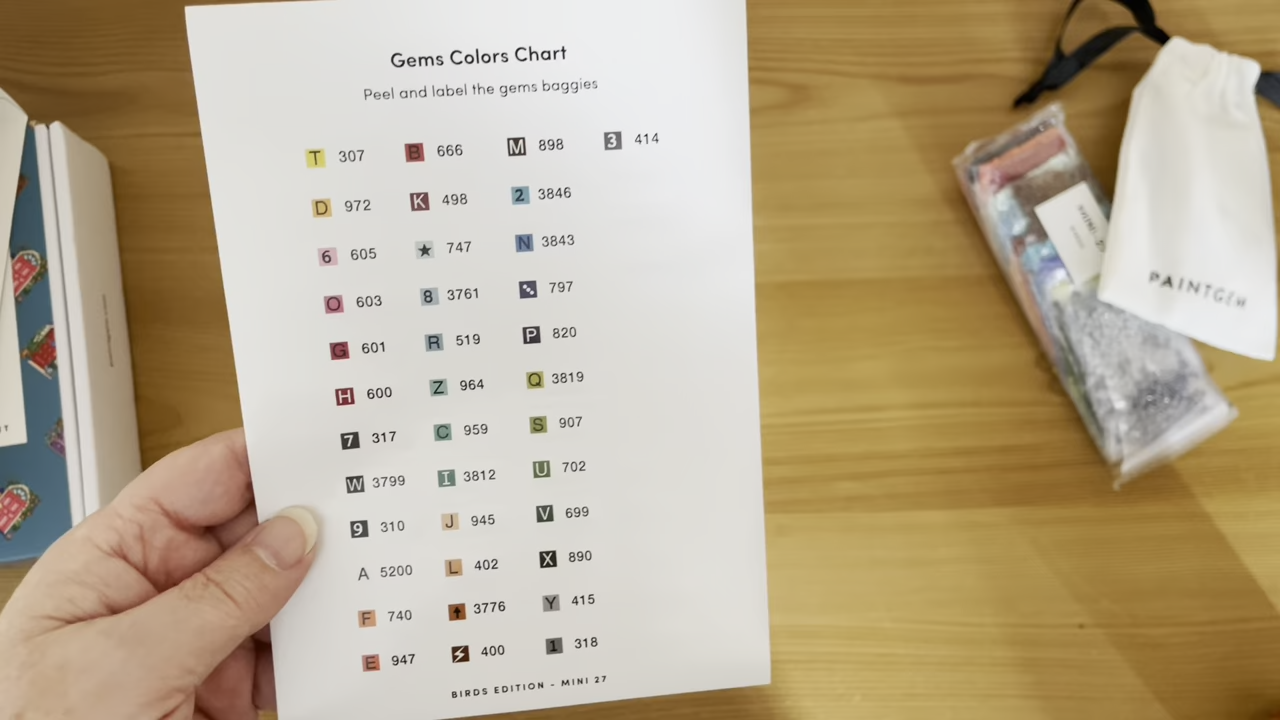 Gems Colors Chart
Peel and label the gems baggies
T 307 B 666 M 898 3 414
D 972 K 498 2 3846
6 605 ★ 747 N 3843
O 603 8 3761 797
G 601 R 519 P 820
H 600 Z 964 Q 3819
7 317 C 959 S 907
W 3799 I 3812 U 702
9 310 J 945 V 699
A 5200 L 402 X 890
F 740 ⬆ 3776 Y 415
E 947 ⚡ 400 1 318
BIRDS EDITION - MINI 27
PAINTGEM